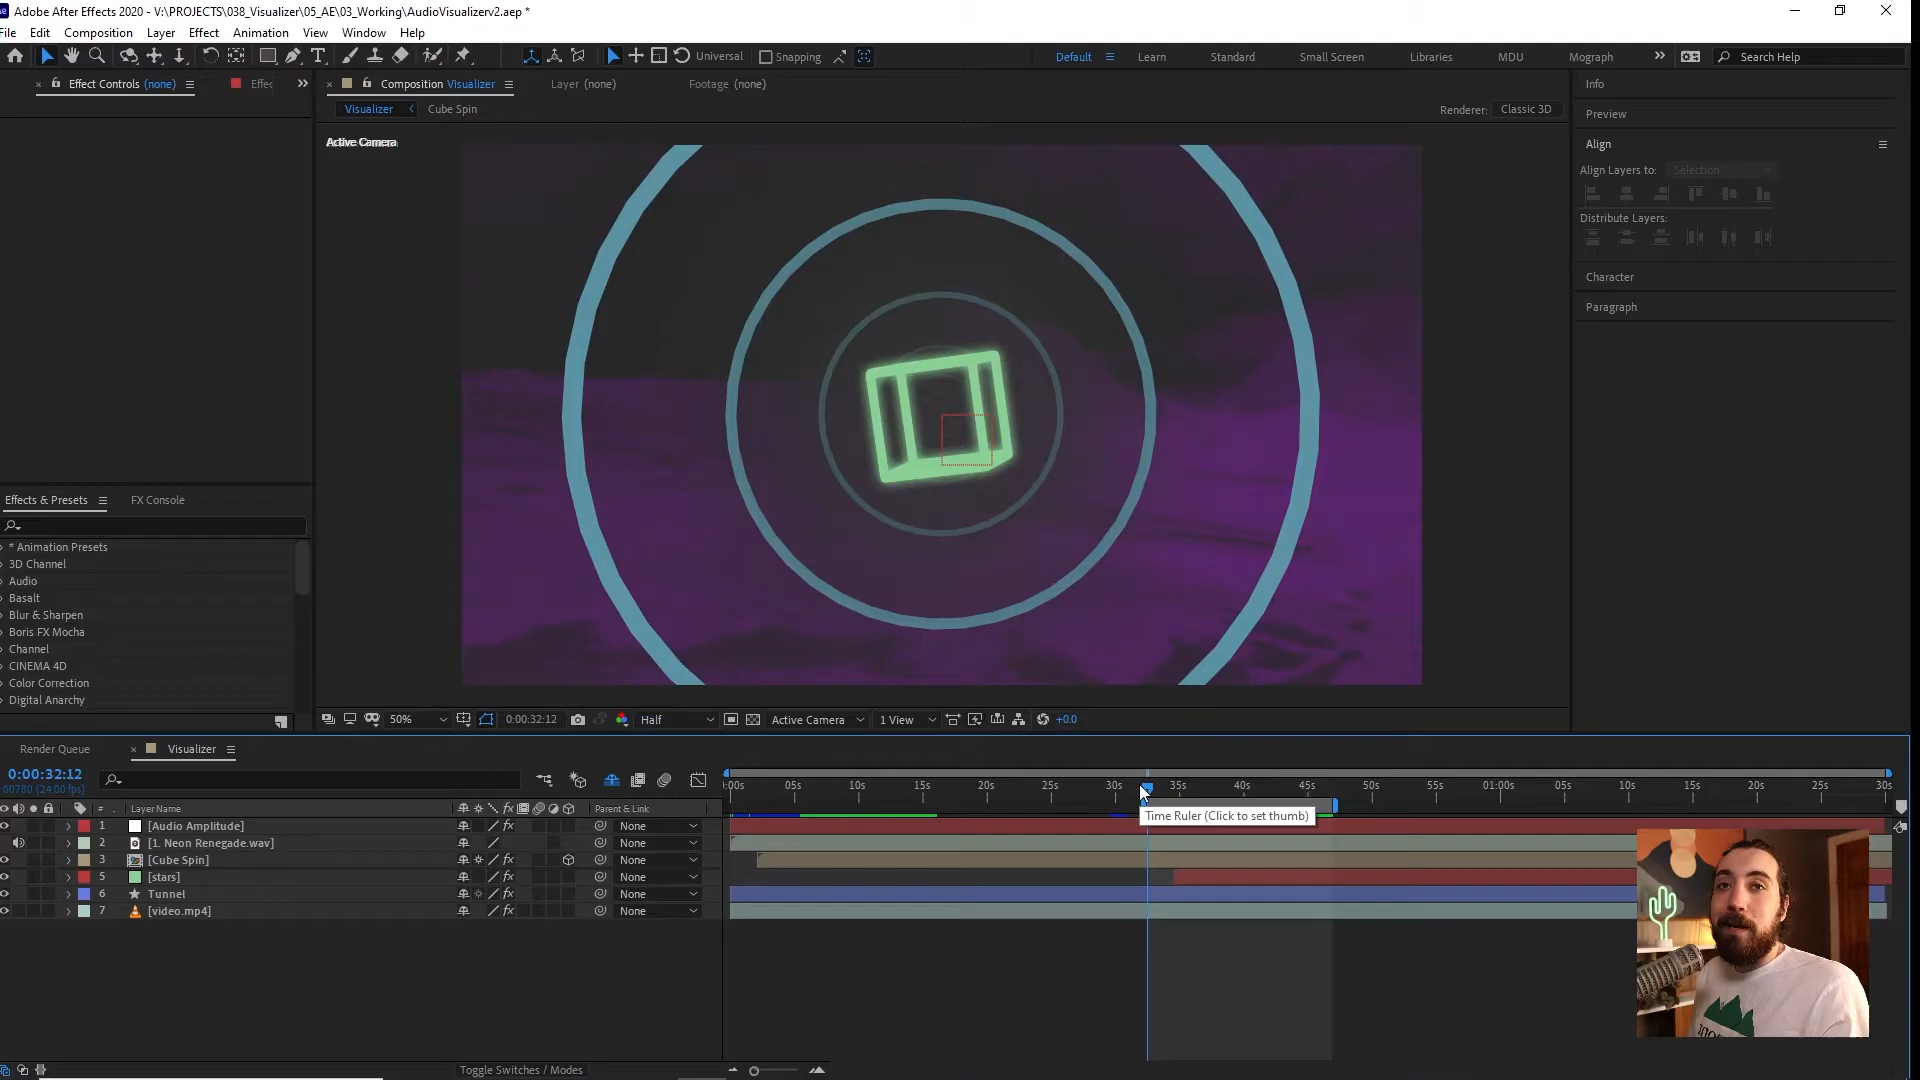 Adobe After Effects 2020 - V:\PROJECTS\038_Visualizer\05_AE\03_Working\AudioVisualizerv2.aep *
File Edit Composition Layer Effect Animation View Window Help
Universal Snapping Default Learn Standard Small Screen Libraries MDU Mograph Search Help
Effect Controls (none) Effec
Composition Visualizer Layer (none) Footage (none)
Visualizer Cube Spin
Renderer: Classic 3D
Active Camera
Info
Preview
Align
Align Layers to: Selection
Distribute Layers:
Character
Paragraph
Effects & Presets FX Console
* Animation Presets
3D Channel
Audio
Basalt
Blur & Sharpen
Boris FX Mocha
Channel
CINEMA 4D
Color Correction
Digital Anarchy
50% 0:00:32:12 Half Active Camera 1 View +0.0
Render Queue Visualizer
0:00:32:12
00780 (24.00 fps)
# Layer Name Parent & Link
:00s 05s 10s 15s 20s 25s 30s 35s 40s 45s 50s 55s 01:00s 05s 10s 15s 20s 25s 30s
Time Ruler (Click to set thumb)
1 [Audio Amplitude] None
2 [1. Neon Renegade.wav] None
3 [Cube Spin] None
5 [stars] None
6 Tunnel None
7 [video.mp4] None
Toggle Switches / Modes